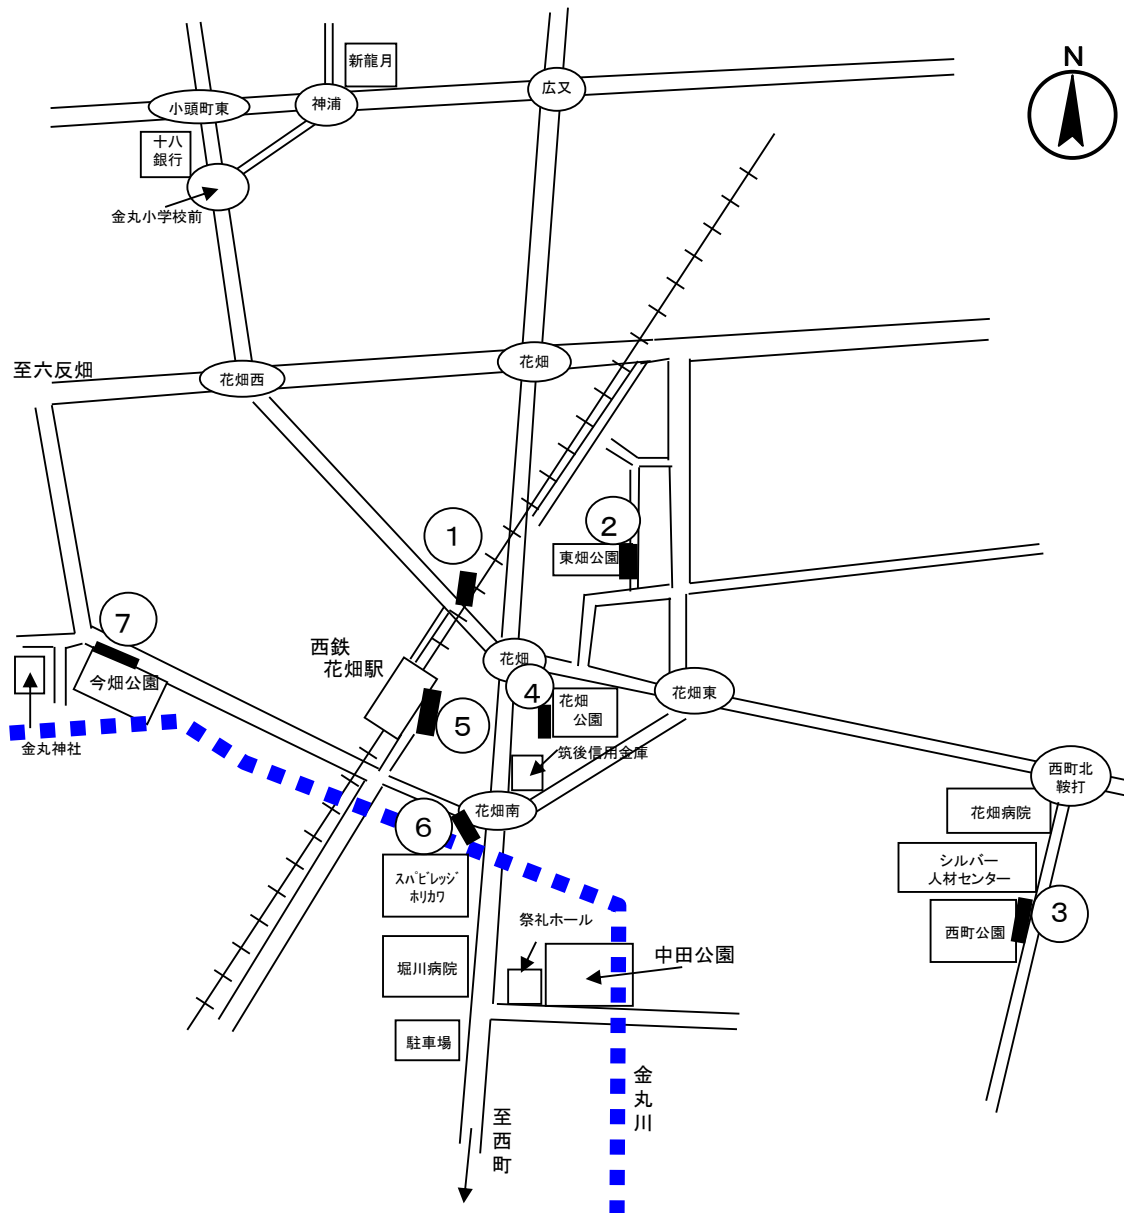 N
新龍月
広又
神浦
小頭町東
十八
銀行
金丸小学校前
至六反畑
花畑西
花畑
1
2
東畑公園
7
西鉄
花畑駅
今畑公園
金丸神社
花畑
4
花畑
公園
花畑東
5
筑後信用金庫
西町北
鞍打
花畑南
6
花畑病院
シルバー
人材センター
スパビレッジ
ホリカワ
3
西町公園
祭礼ホール
中田公園
堀川病院
駐車場
金丸川
至西町